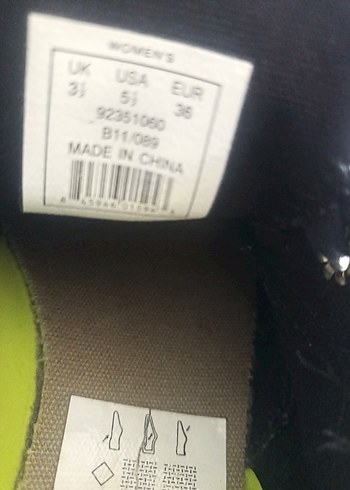 WOMEN'S
UK USA EUR
3½ 5½ 36
92351060
B11/089
MADE IN CHINA